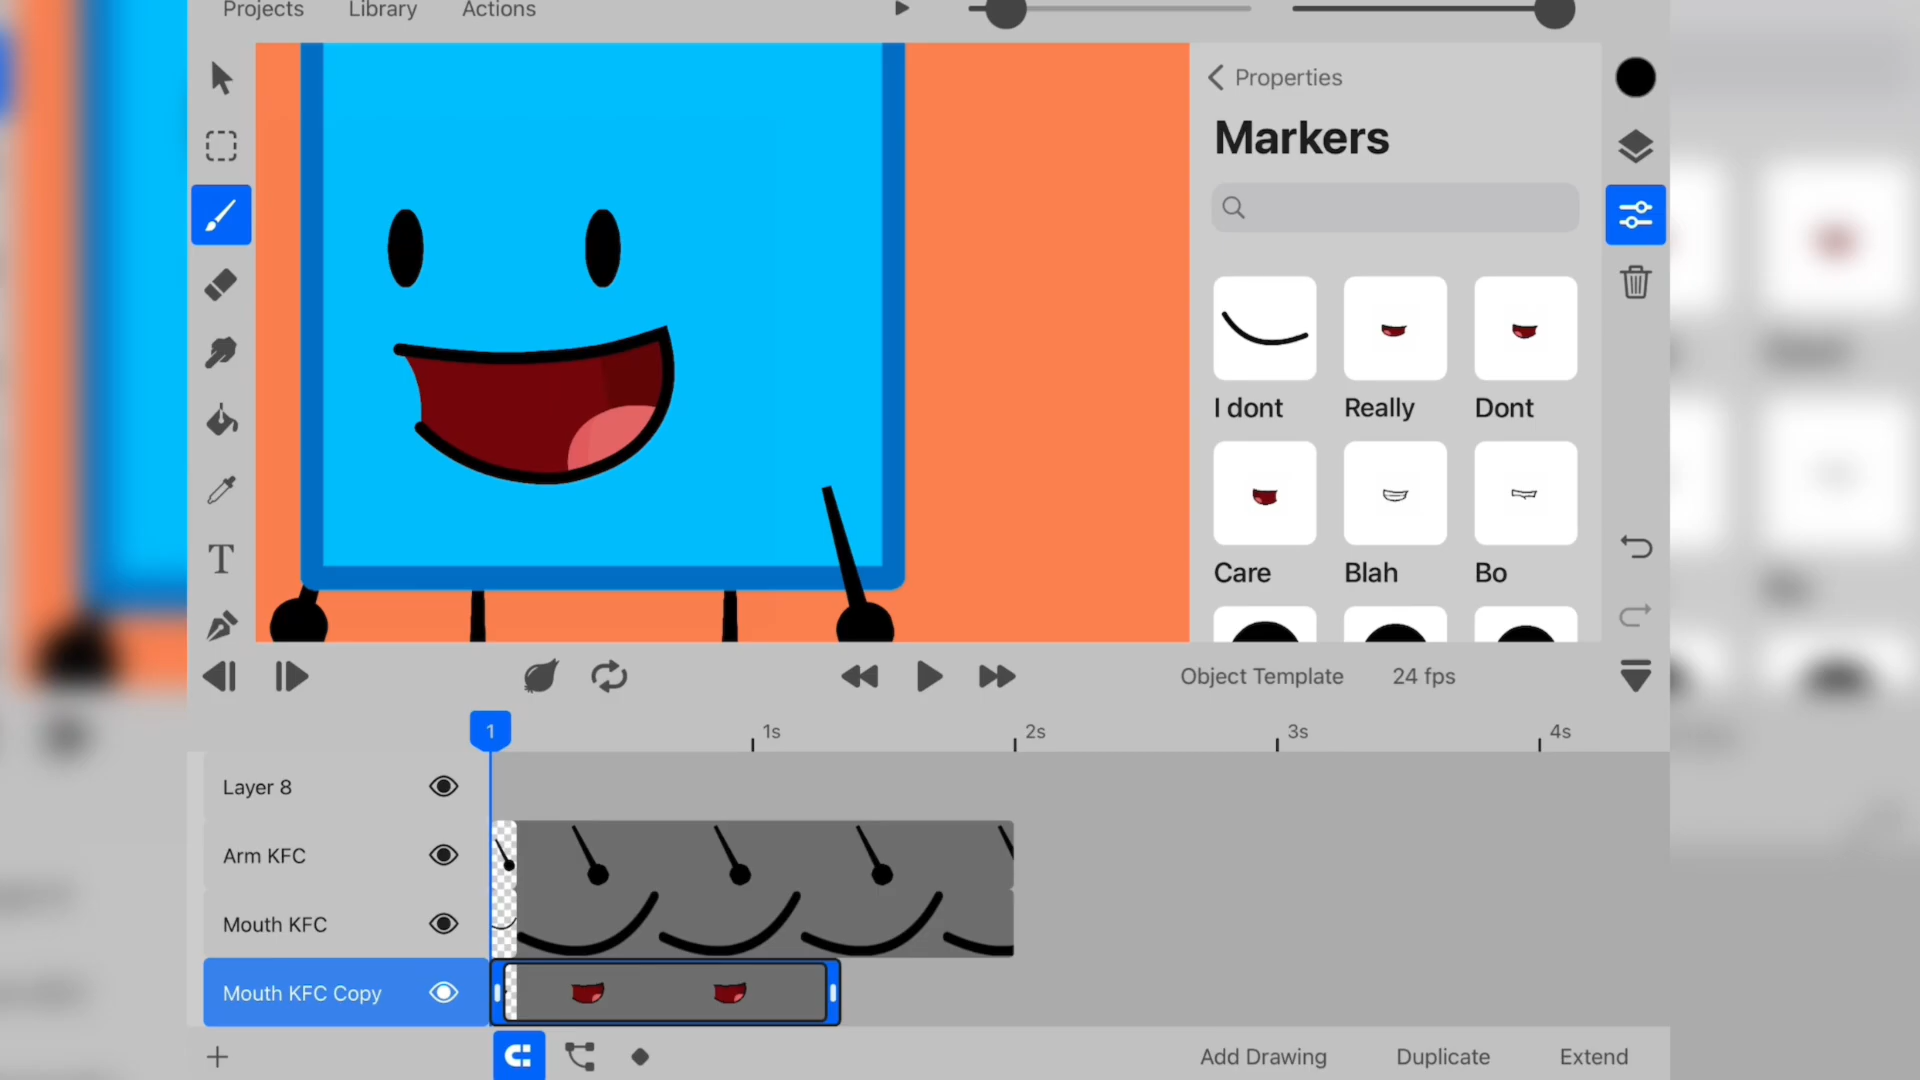 Projects Library Actions
Properties
Markers
I dont Really Dont
Care Blah Bo
T
Object Template 24 fps
1 1s 2s 3s 4s
Layer 8
Arm KFC
Mouth KFC
Mouth KFC Copy
Add Drawing Duplicate Extend